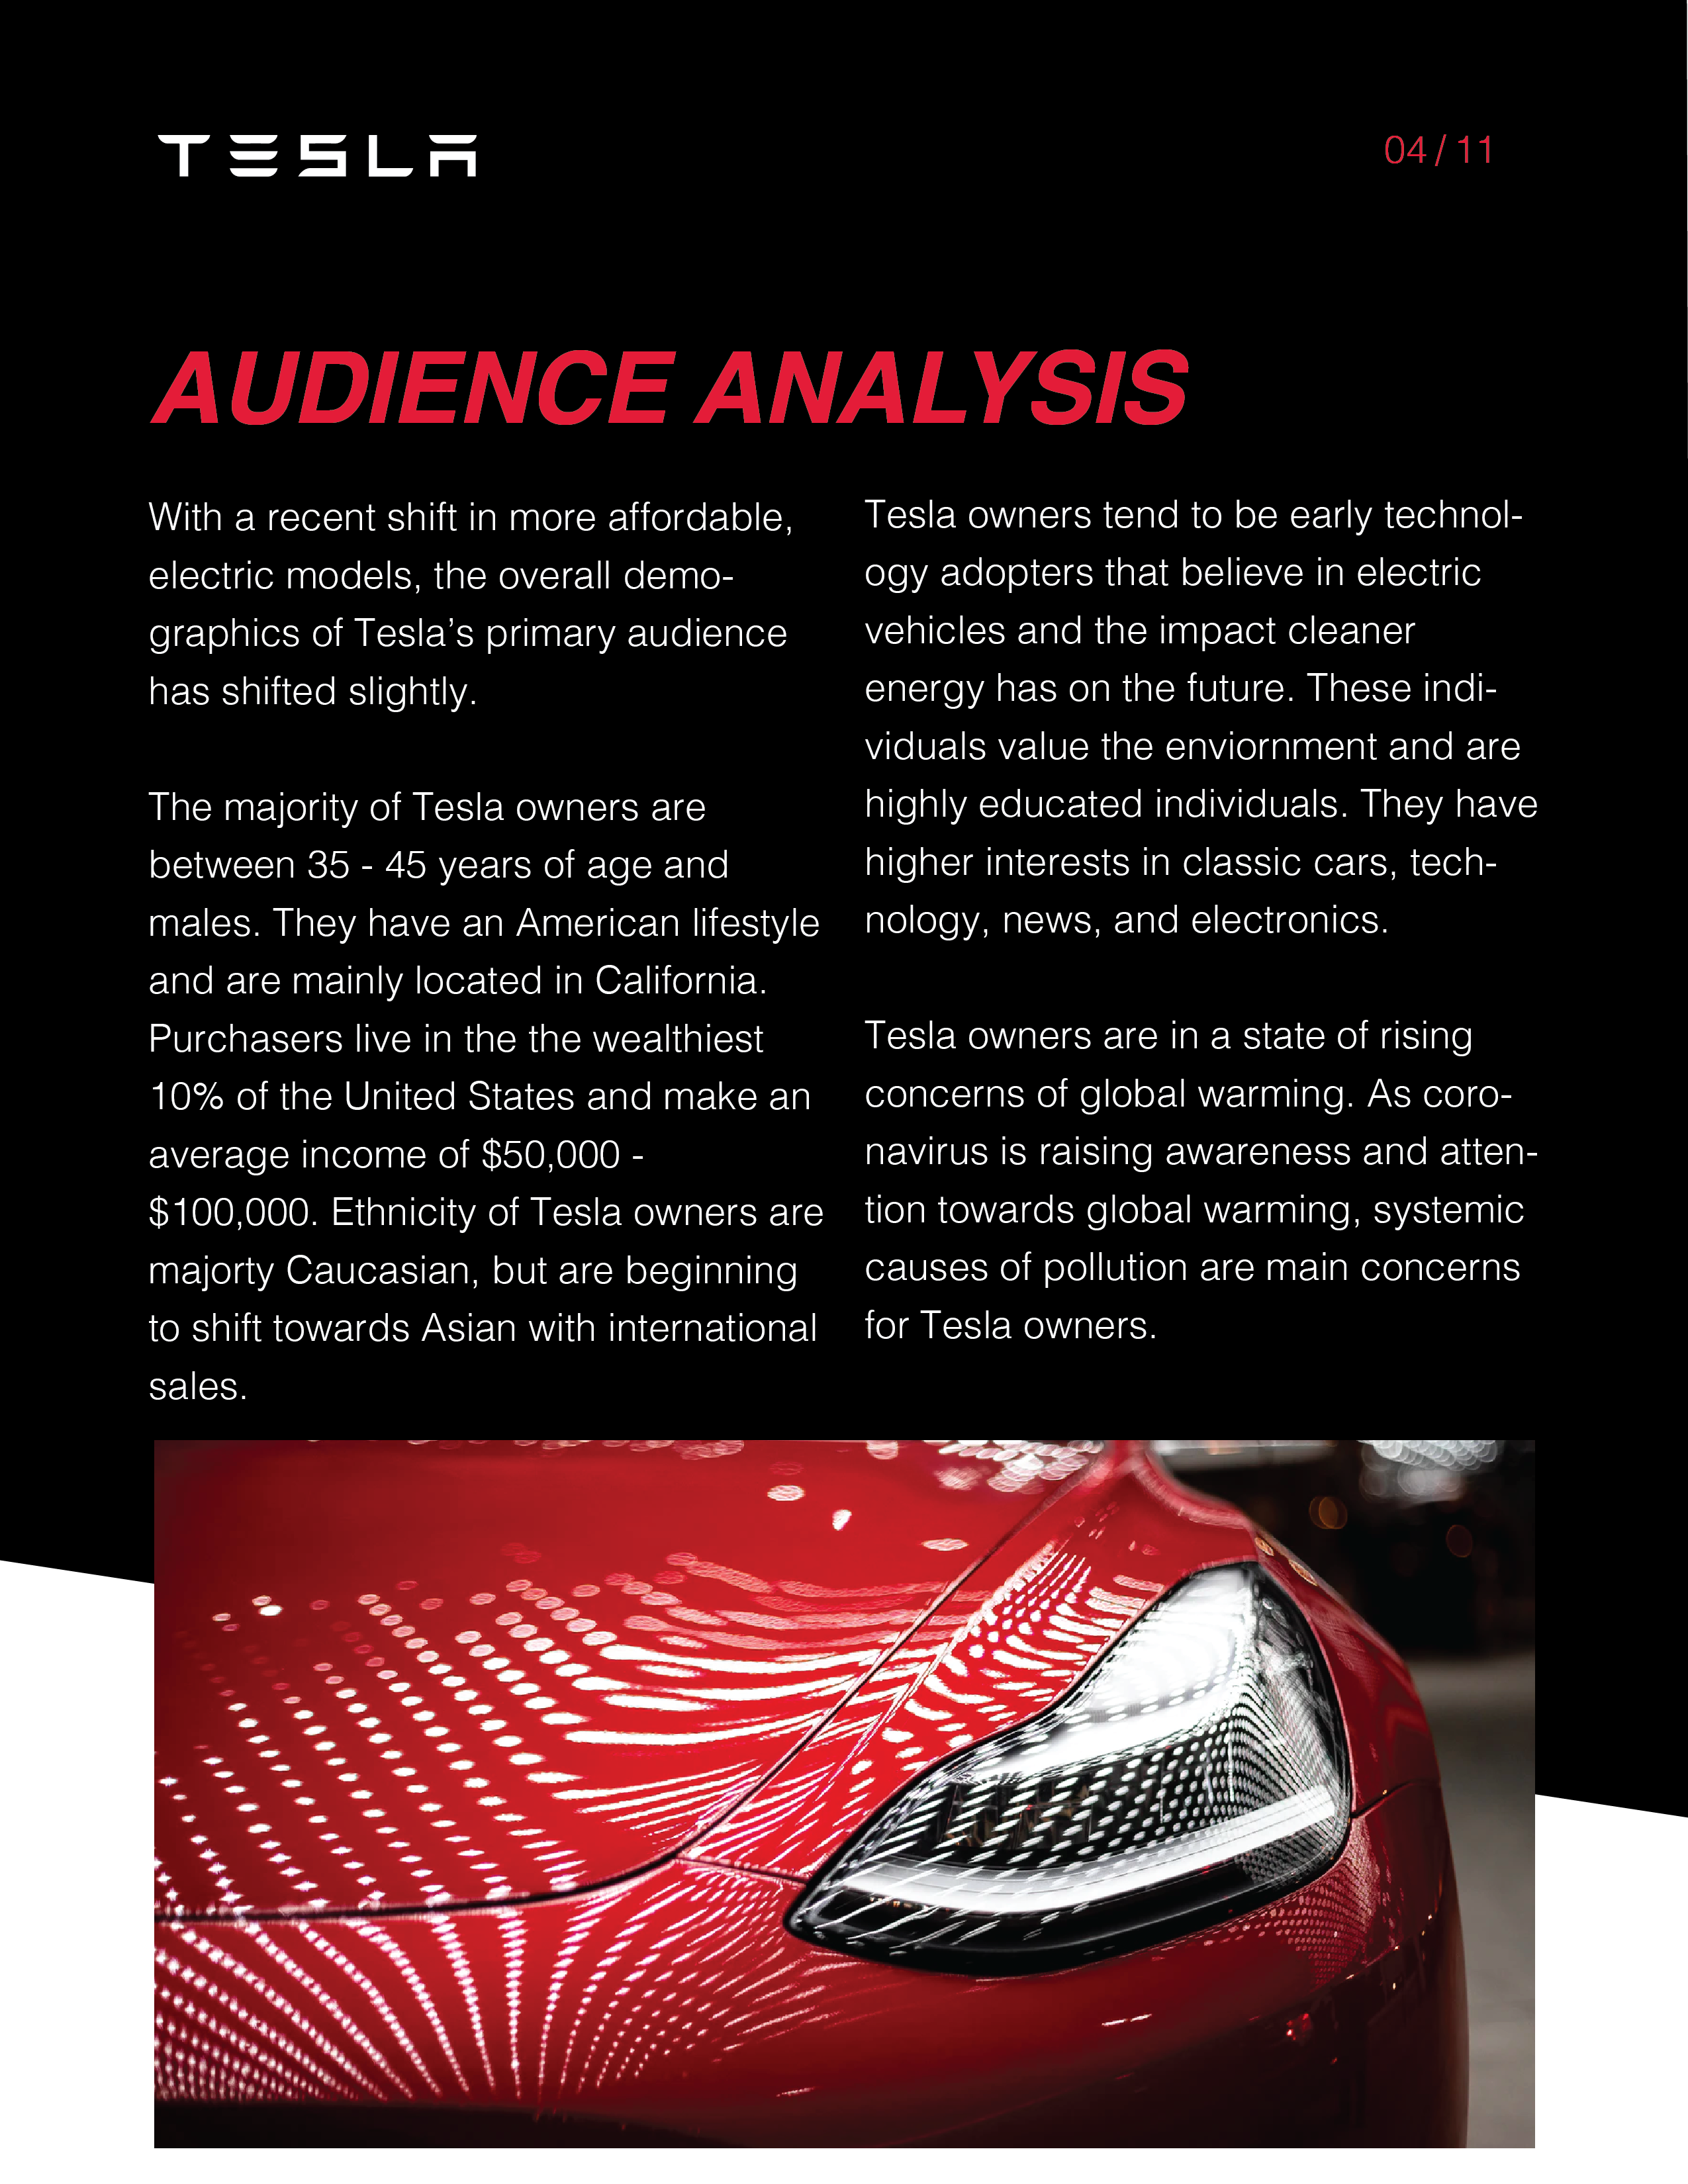 TESLA
04 / 11
AUDIENCE ANALYSIS
With a recent shift in more affordable,
electric models, the overall demo-
graphics of Tesla’s primary audience
has shifted slightly.
The majority of Tesla owners are
between 35 - 45 years of age and
males. They have an American lifestyle
and are mainly located in California.
Purchasers live in the the wealthiest
10% of the United States and make an
average income of $50,000 -
$100,000. Ethnicity of Tesla owners are
majorty Caucasian, but are beginning
to shift towards Asian with international
sales.
Tesla owners tend to be early technol-
ogy adopters that believe in electric
vehicles and the impact cleaner
energy has on the future. These indi-
viduals value the enviornment and are
highly educated individuals. They have
higher interests in classic cars, tech-
nology, news, and electronics.
Tesla owners are in a state of rising
concerns of global warming. As coro-
navirus is raising awareness and atten-
tion towards global warming, systemic
causes of pollution are main concerns
for Tesla owners.